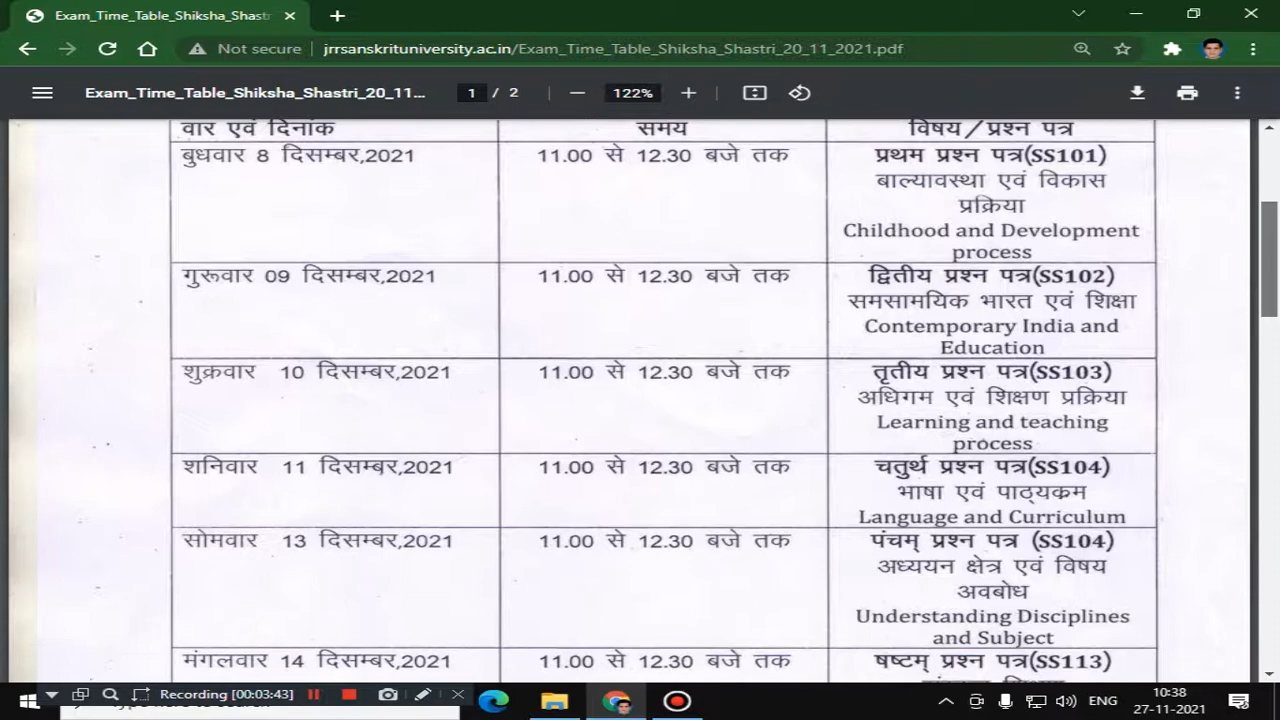 Exam_Time_Table_Shiksha_Shastr
Not secure
jrrsanskrituniversity.ac.in/Exam_Time_Table_Shiksha_Shastri_20_11_2021.pdf
Exam_Time_Table_Shiksha_Shastri_20_11...
1 / 2
122%
वार एवं दिनांक
समय
विषय/प्रश्न पत्र
बुधवार 8 दिसम्बर,2021
11.00 से 12.30 बजे तक
प्रथम प्रश्न पत्र(SS101)
बाल्यावस्था एवं विकास
प्रक्रिया
Childhood and Development
process
गुरूवार 09 दिसम्बर,2021
11.00 से 12.30 बजे तक
द्वितीय प्रश्न पत्र(SS102)
समसामयिक भारत एवं शिक्षा
Contemporary India and
Education
शुक्रवार 10 दिसम्बर,2021
11.00 से 12.30 बजे तक
तृतीय प्रश्न पत्र(SS103)
अधिगम एवं शिक्षण प्रक्रिया
Learning and teaching
process
शनिवार 11 दिसम्बर,2021
11.00 से 12.30 बजे तक
चतुर्थ प्रश्न पत्र(SS104)
भाषा एवं पाठ्यक्रम
Language and Curriculum
सोमवार 13 दिसम्बर,2021
11.00 से 12.30 बजे तक
पंचम् प्रश्न पत्र (SS104)
अध्ययन क्षेत्र एवं विषय
अवबोध
Understanding Disciplines
and Subject
मंगलवार 14 दिसम्बर,2021
11.00 से 12.30 बजे तक
षष्टम् प्रश्न पत्र(SS113)
Recording [00:03:43]
ENG
10:38
27-11-2021